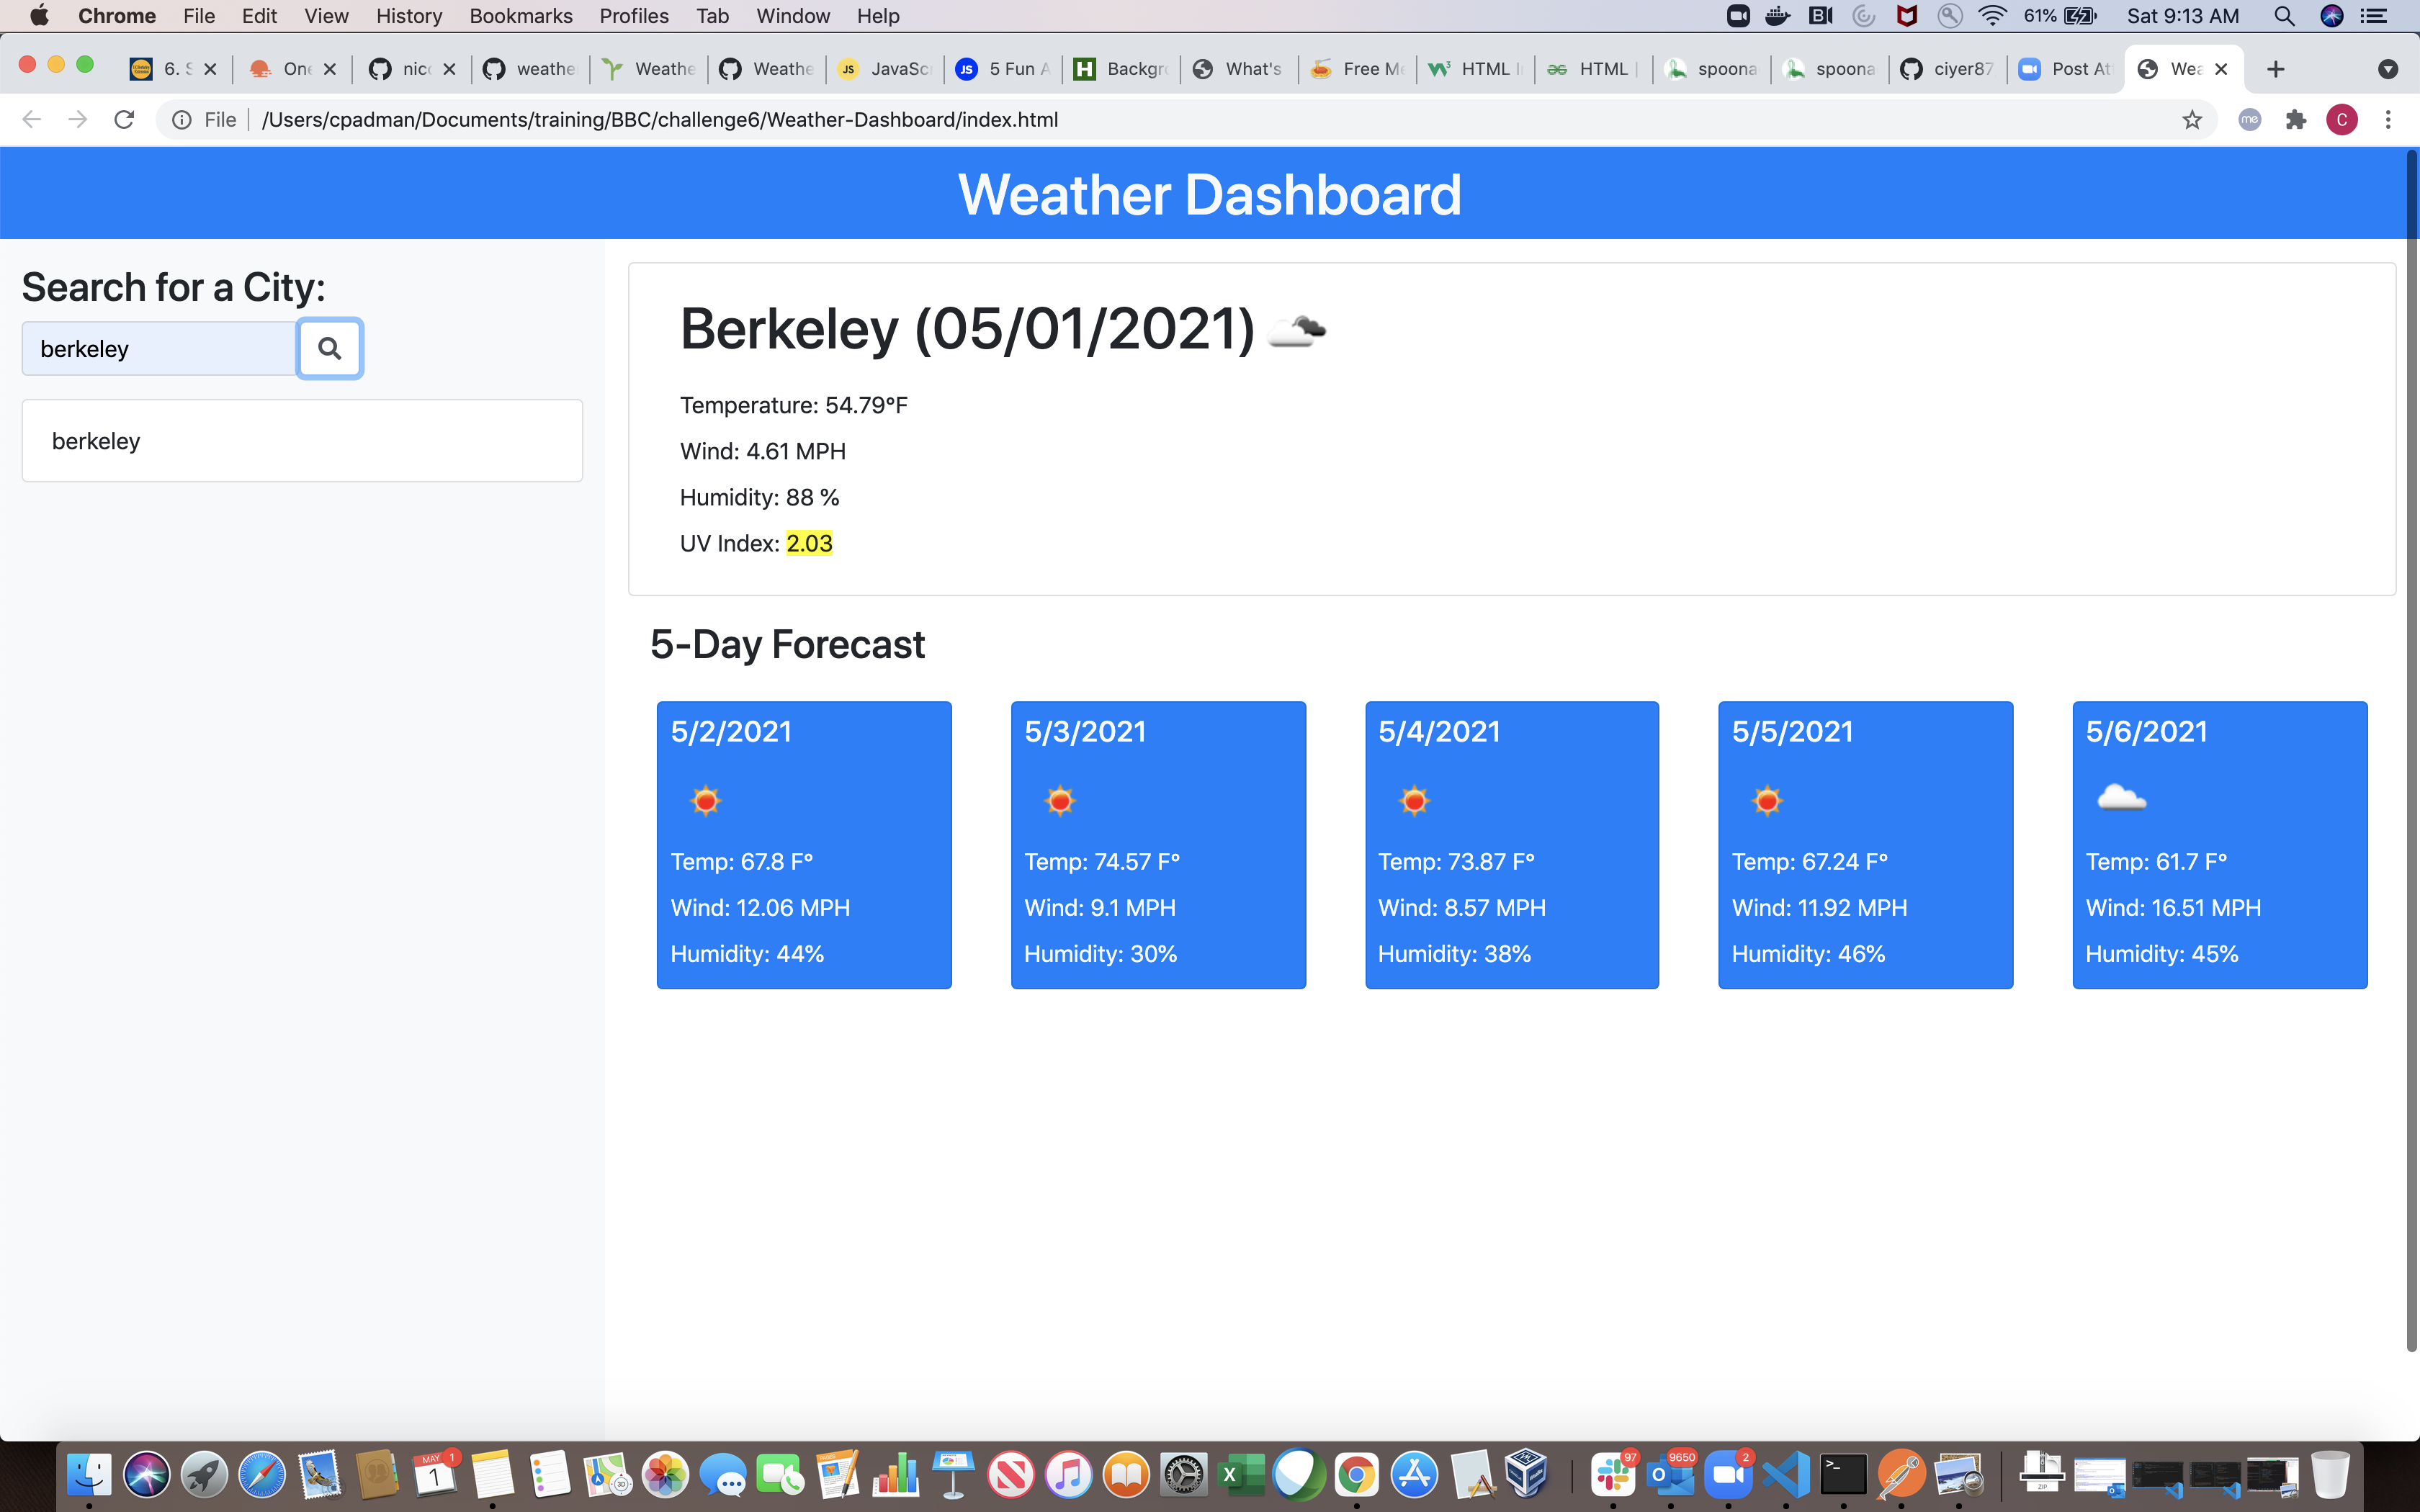 Chrome File Edit View History Bookmarks Profiles Tab Window Help 61% Sat 9:13 AM
6. S One nico weathe Weathe Weathe JS JavaSc JS 5 Fun A H Backgro What's Free Me HTML I HTML spoona spoona ciyer87 Post At Wea
File /Users/cpadman/Documents/training/BBC/challenge6/Weather-Dashboard/index.html me C
Weather Dashboard
Search for a City:
berkeley
berkeley
Berkeley (05/01/2021)
Temperature: 54.79°F
Wind: 4.61 MPH
Humidity: 88 %
UV Index: 2.03
5-Day Forecast
5/2/2021
Temp: 67.8 F°
Wind: 12.06 MPH
Humidity: 44%
5/3/2021
Temp: 74.57 F°
Wind: 9.1 MPH
Humidity: 30%
5/4/2021
Temp: 73.87 F°
Wind: 8.57 MPH
Humidity: 38%
5/5/2021
Temp: 67.24 F°
Wind: 11.92 MPH
Humidity: 46%
5/6/2021
Temp: 61.7 F°
Wind: 16.51 MPH
Humidity: 45%
MAY 1 1 3D 97 9650 2 ZIP